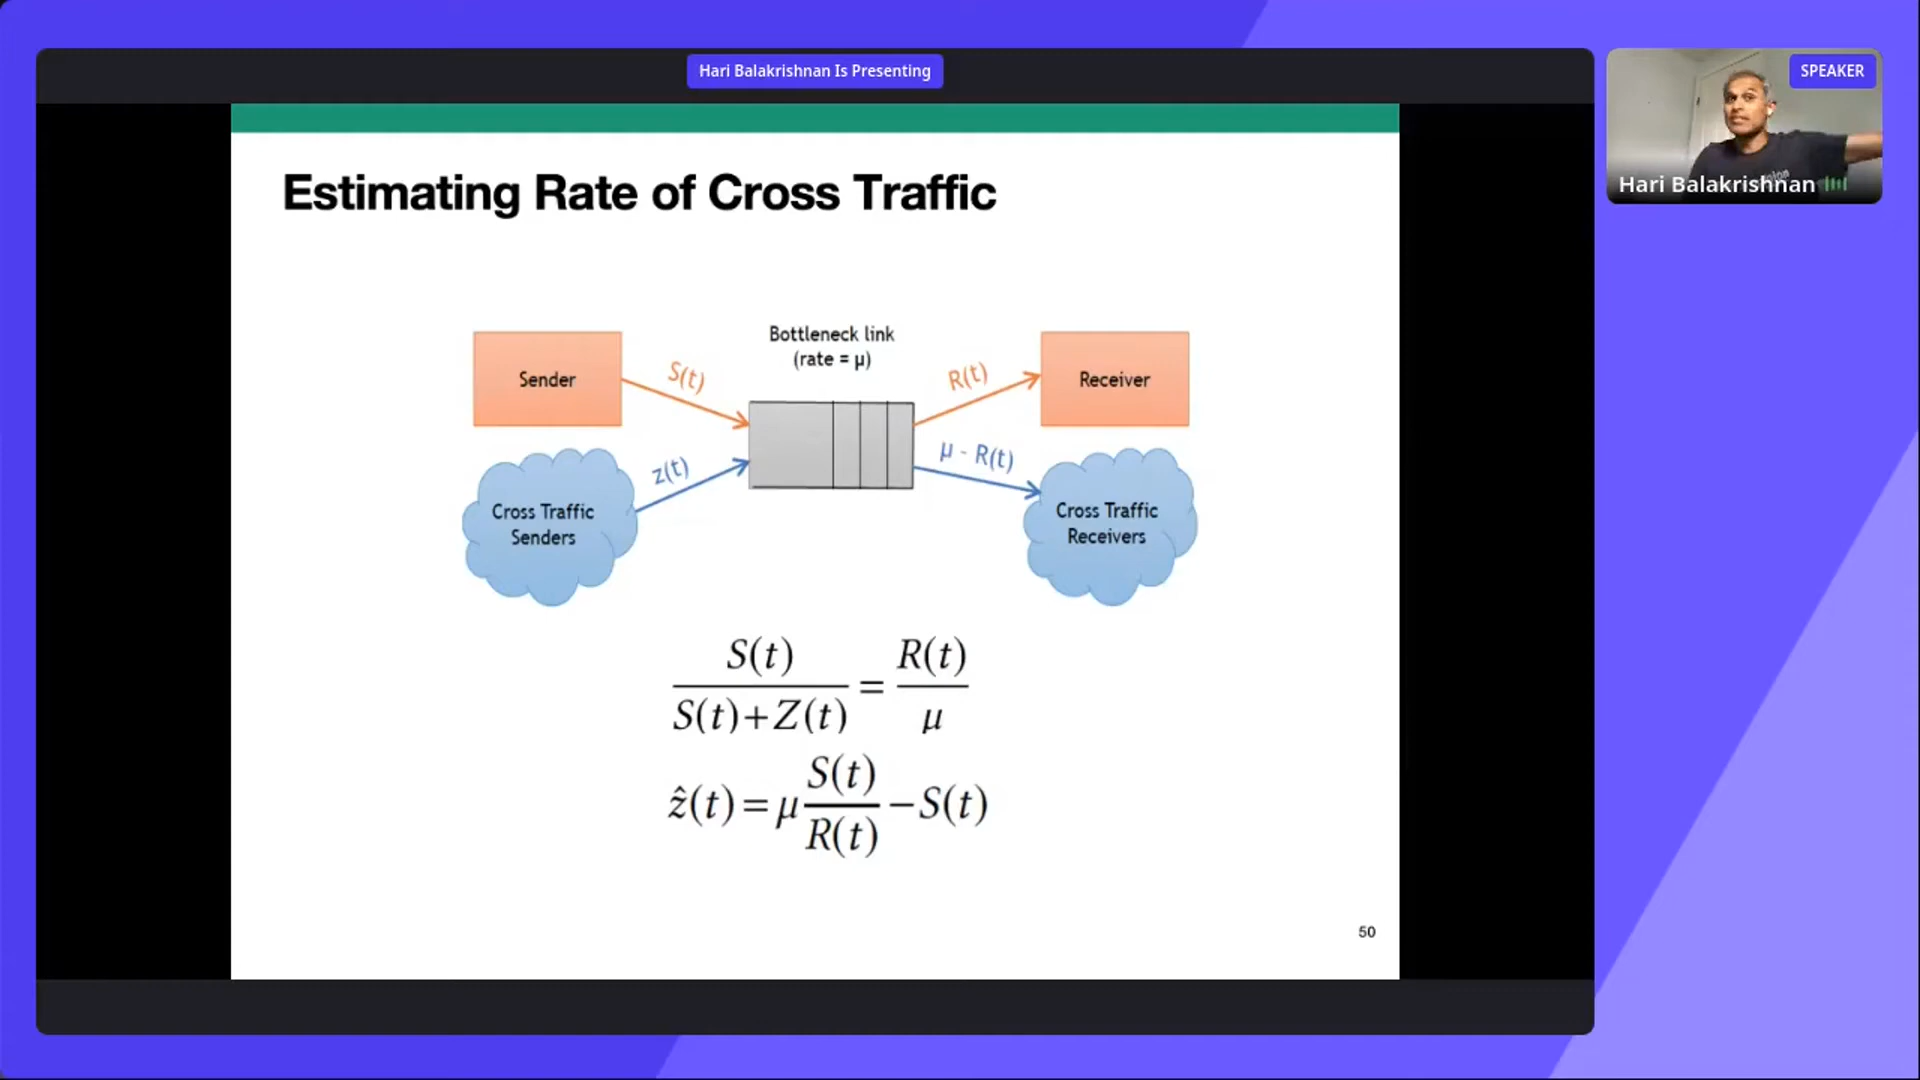 Hari Balakrishnan Is Presenting
SPEAKER
Hari Balakrishnan
Estimating Rate of Cross Traffic
Bottleneck link
(rate = μ)
Sender
S(t)
R(t)
Receiver
z(t)
μ - R(t)
Cross Traffic
Senders
Cross Traffic
Receivers
S(t)/(S(t)+Z(t)) = R(t)/μ
ẑ(t) = μ S(t)/R(t) − S(t)
50